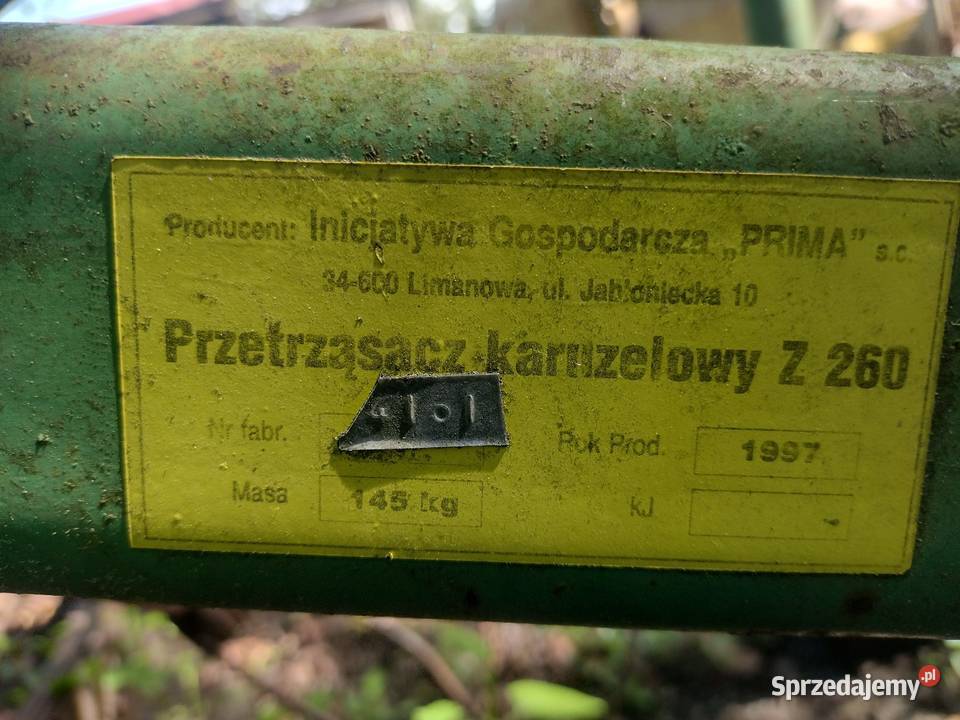 Producent: Inicjatywa Gospodarcza „PRIMA” s.c.
34-600 Limanowa, ul. Jabłoniecka 10
Przetrząsacz karuzelowy Z 260
Nr fabr.
Rok Prod. 1997
Masa 145 kg
kJ
Sprzedajemy.pl